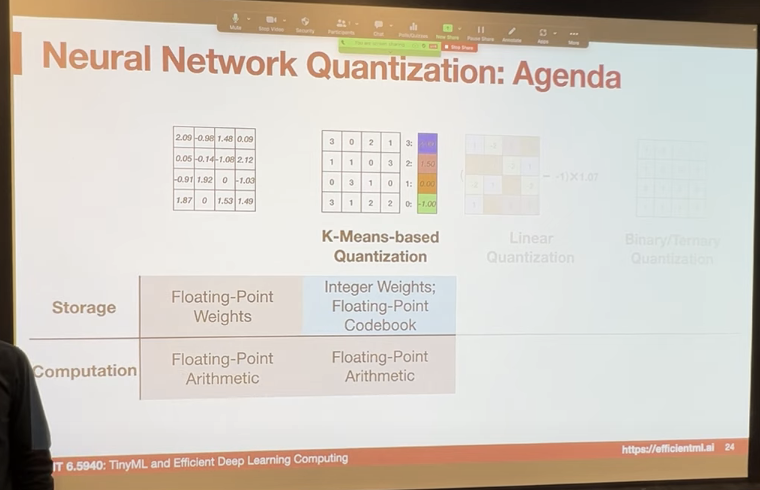 Mute
Stop Video
Security
Participants
Chat
Polls/Quizzes
New Share
Pause Share
Annotate
Apps
More
Stop Share
Neural Network Quantization: Agenda
2.09 -0.98 1.48 0.09
0.05 -0.14 -1.08 2.12
-0.91 1.92 0 -1.03
1.87 0 1.53 1.49
3 0 2 1 3:
1 1 0 3 2: 1.50
0 3 1 0 1: 0.00
3 1 2 2 0: -1.00
-1) X 1.07
K-Means-based
Quantization
Linear
Quantization
Binary/Ternary
Quantization
Storage
Floating-Point
Weights
Integer Weights;
Floating-Point
Codebook
Computation
Floating-Point
Arithmetic
Floating-Point
Arithmetic
IT 6.5940: TinyML and Efficient Deep Learning Computing
https://efficientml.ai 24